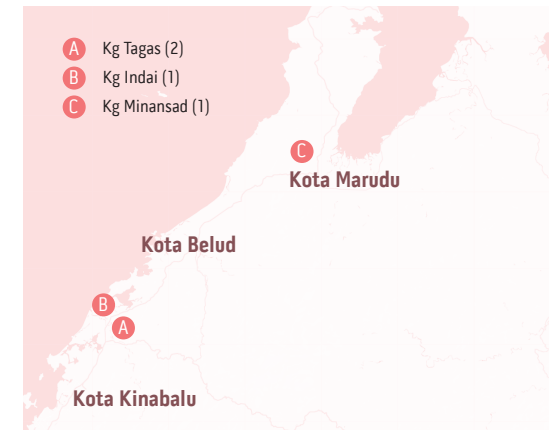 A Kg Tagas (2)
B Kg Indai (1)
C Kg Minansad (1)
C
Kota Marudu
Kota Belud
B
A
Kota Kinabalu